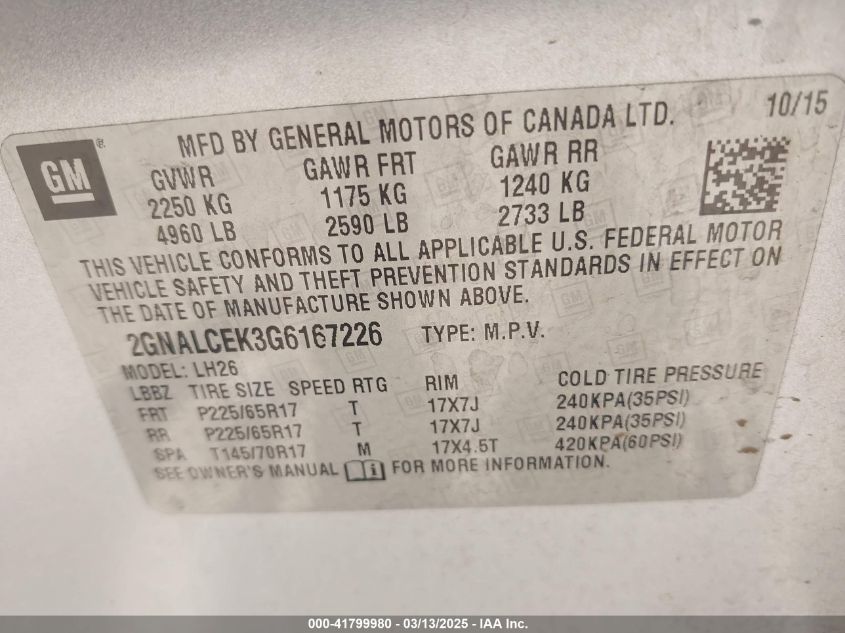 10/15
MFD BY GENERAL MOTORS OF CANADA LTD.
GM ®
GVWR GAWR FRT GAWR RR
2250 KG 1175 KG 1240 KG
4960 LB 2590 LB 2733 LB
THIS VEHICLE CONFORMS TO ALL APPLICABLE U.S. FEDERAL MOTOR
VEHICLE SAFETY AND THEFT PREVENTION STANDARDS IN EFFECT ON
THE DATE OF MANUFACTURE SHOWN ABOVE.
2GNALCEK3G6167226 TYPE: M.P.V.
MODEL: LH26
LBBZ TIRE SIZE SPEED RTG RIM COLD TIRE PRESSURE
FRT P225/65R17 T 17X7J 240KPA(35PSI)
RR P225/65R17 T 17X7J 240KPA(35PSI)
SPA T145/70R17 M 17X4.5T 420KPA(60PSI)
SEE OWNER'S MANUAL i FOR MORE INFORMATION.
000-41799980 - 03/13/2025 - IAA Inc.